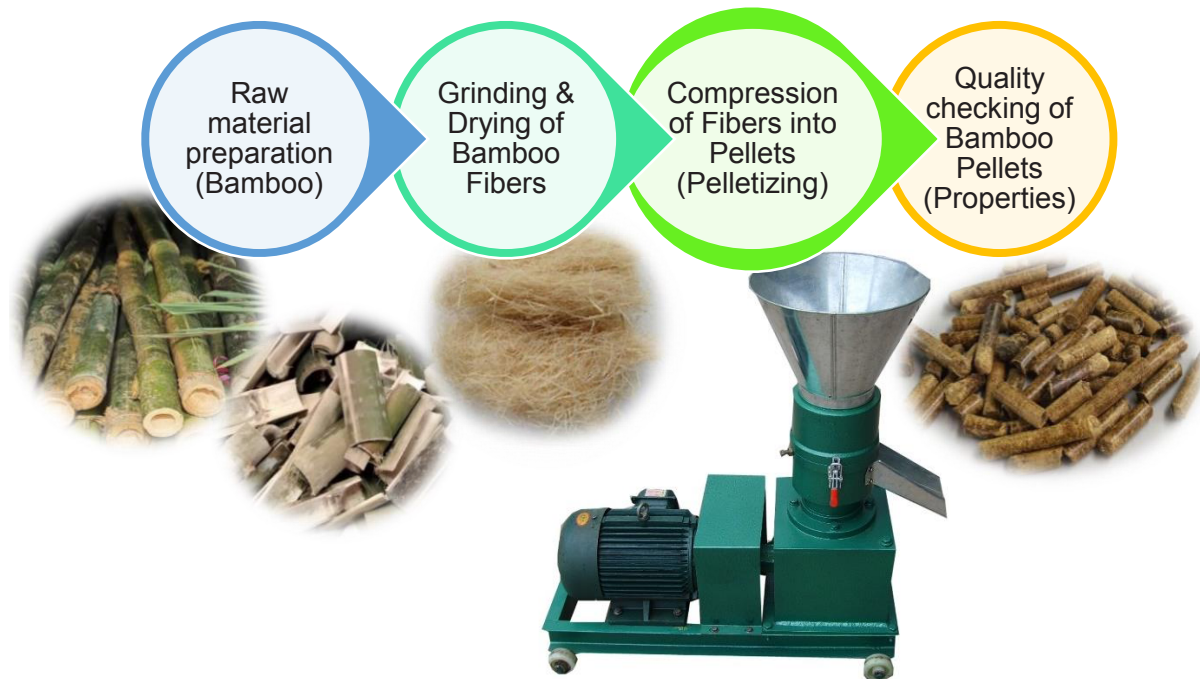 Raw
material
preparation
(Bamboo)
Grinding &
Drying of
Bamboo
Fibers
Compression
of Fibers into
Pellets
(Pelletizing)
Quality
checking of
Bamboo
Pellets
(Properties)